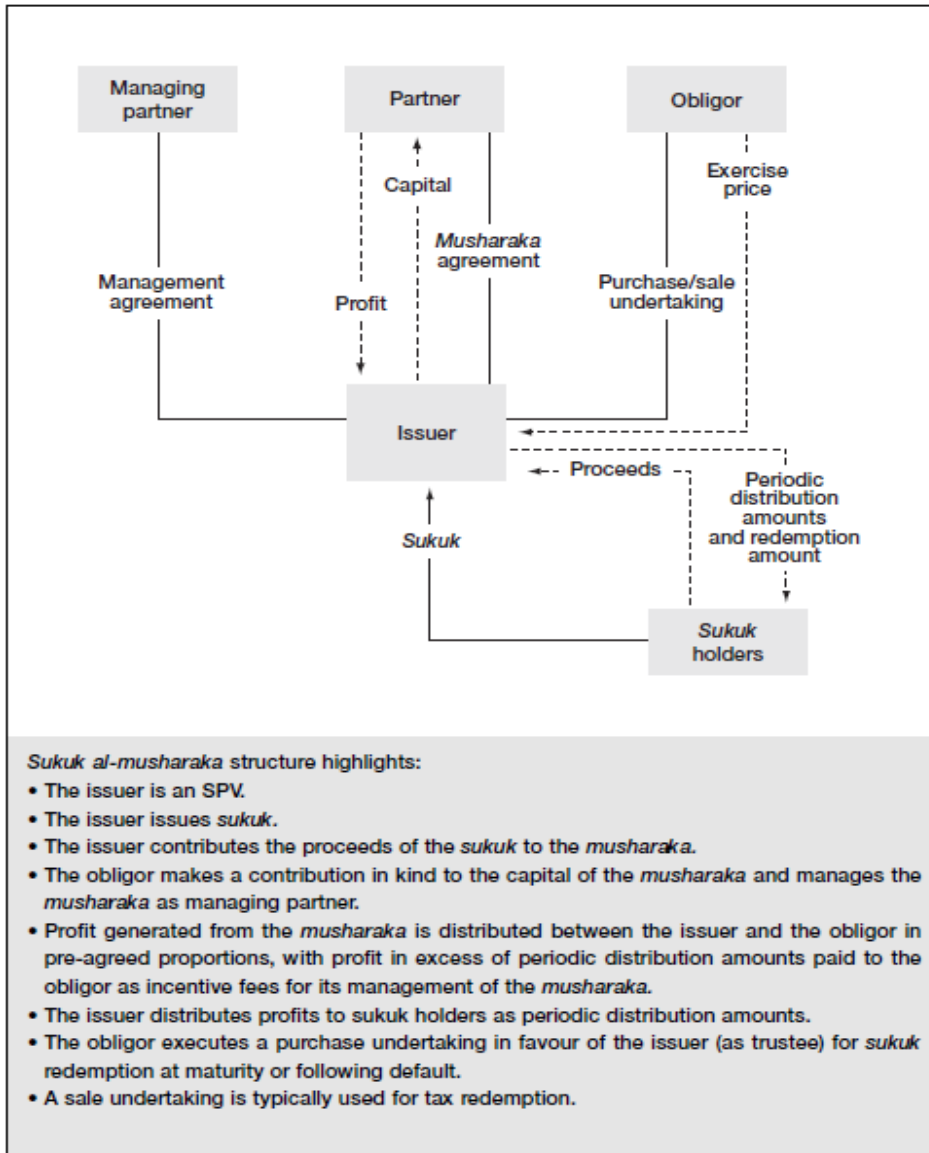 Managing
partner
Partner
Obligor
Exercise
price
Capital
Musharaka
agreement
Management
agreement
Purchase/sale
undertaking
Profit
Issuer
Proceeds
Periodic
distribution
amounts
and redemption
amount
Sukuk
Sukuk
holders
Sukuk al-musharaka structure highlights:
• The issuer is an SPV.
• The issuer issues sukuk.
• The issuer contributes the proceeds of the sukuk to the musharaka.
• The obligor makes a contribution in kind to the capital of the musharaka and manages the
musharaka as managing partner.
• Profit generated from the musharaka is distributed between the issuer and the obligor in
pre-agreed proportions, with profit in excess of periodic distribution amounts paid to the
obligor as incentive fees for its management of the musharaka.
• The issuer distributes profits to sukuk holders as periodic distribution amounts.
• The obligor executes a purchase undertaking in favour of the issuer (as trustee) for sukuk
redemption at maturity or following default.
• A sale undertaking is typically used for tax redemption.